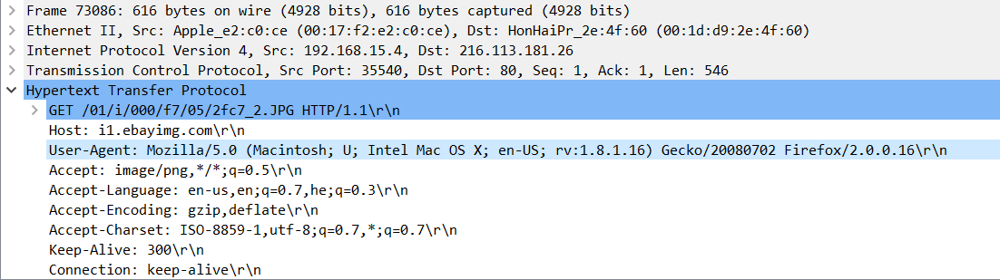 Frame 73086: 616 bytes on wire (4928 bits), 616 bytes captured (4928 bits)
Ethernet II, Src: Apple_e2:c0:ce (00:17:f2:e2:c0:ce), Dst: HonHaiPr_2e:4f:60 (00:1d:d9:2e:4f:60)
Internet Protocol Version 4, Src: 192.168.15.4, Dst: 216.113.181.26
Transmission Control Protocol, Src Port: 35540, Dst Port: 80, Seq: 1, Ack: 1, Len: 546
Hypertext Transfer Protocol
GET /01/i/000/f7/05/2fc7_2.JPG HTTP/1.1\r\n
Host: i1.ebayimg.com\r\n
User-Agent: Mozilla/5.0 (Macintosh; U; Intel Mac OS X; en-US; rv:1.8.1.16) Gecko/20080702 Firefox/2.0.0.16\r\n
Accept: image/png,*/*;q=0.5\r\n
Accept-Language: en-us,en;q=0.7,he;q=0.3\r\n
Accept-Encoding: gzip,deflate\r\n
Accept-Charset: ISO-8859-1,utf-8;q=0.7,*;q=0.7\r\n
Keep-Alive: 300\r\n
Connection: keep-alive\r\n